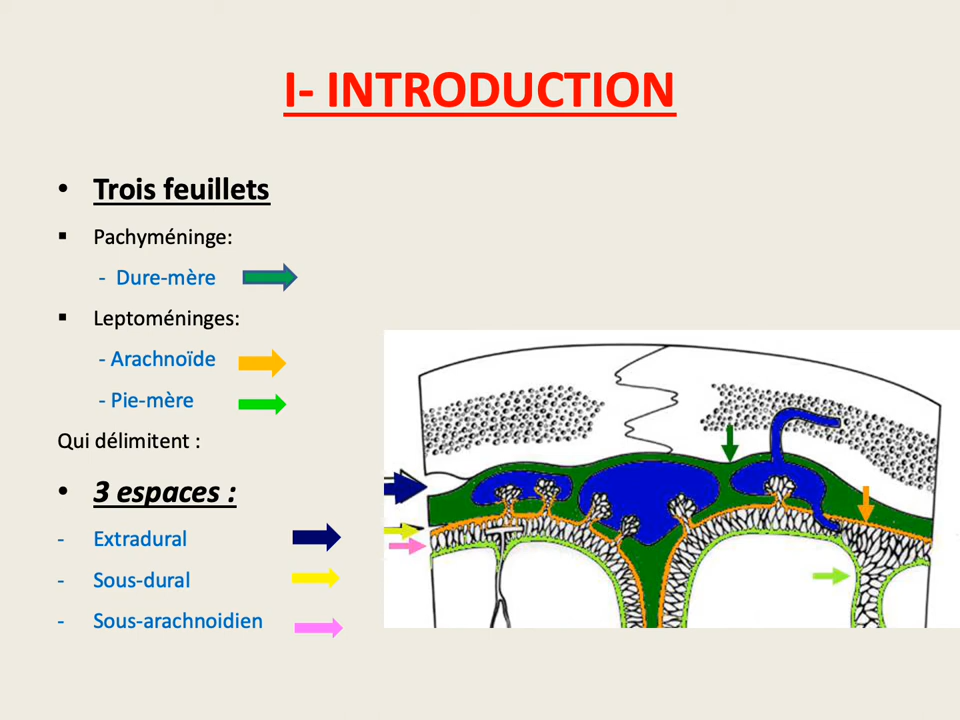 I- INTRODUCTION
• Trois feuillets
▪ Pachyméninge:
- Dure-mère
▪ Leptoméninges:
- Arachnoïde
- Pie-mère
Qui délimitent :
• 3 espaces :
- Extradural
- Sous-dural
- Sous-arachnoidien